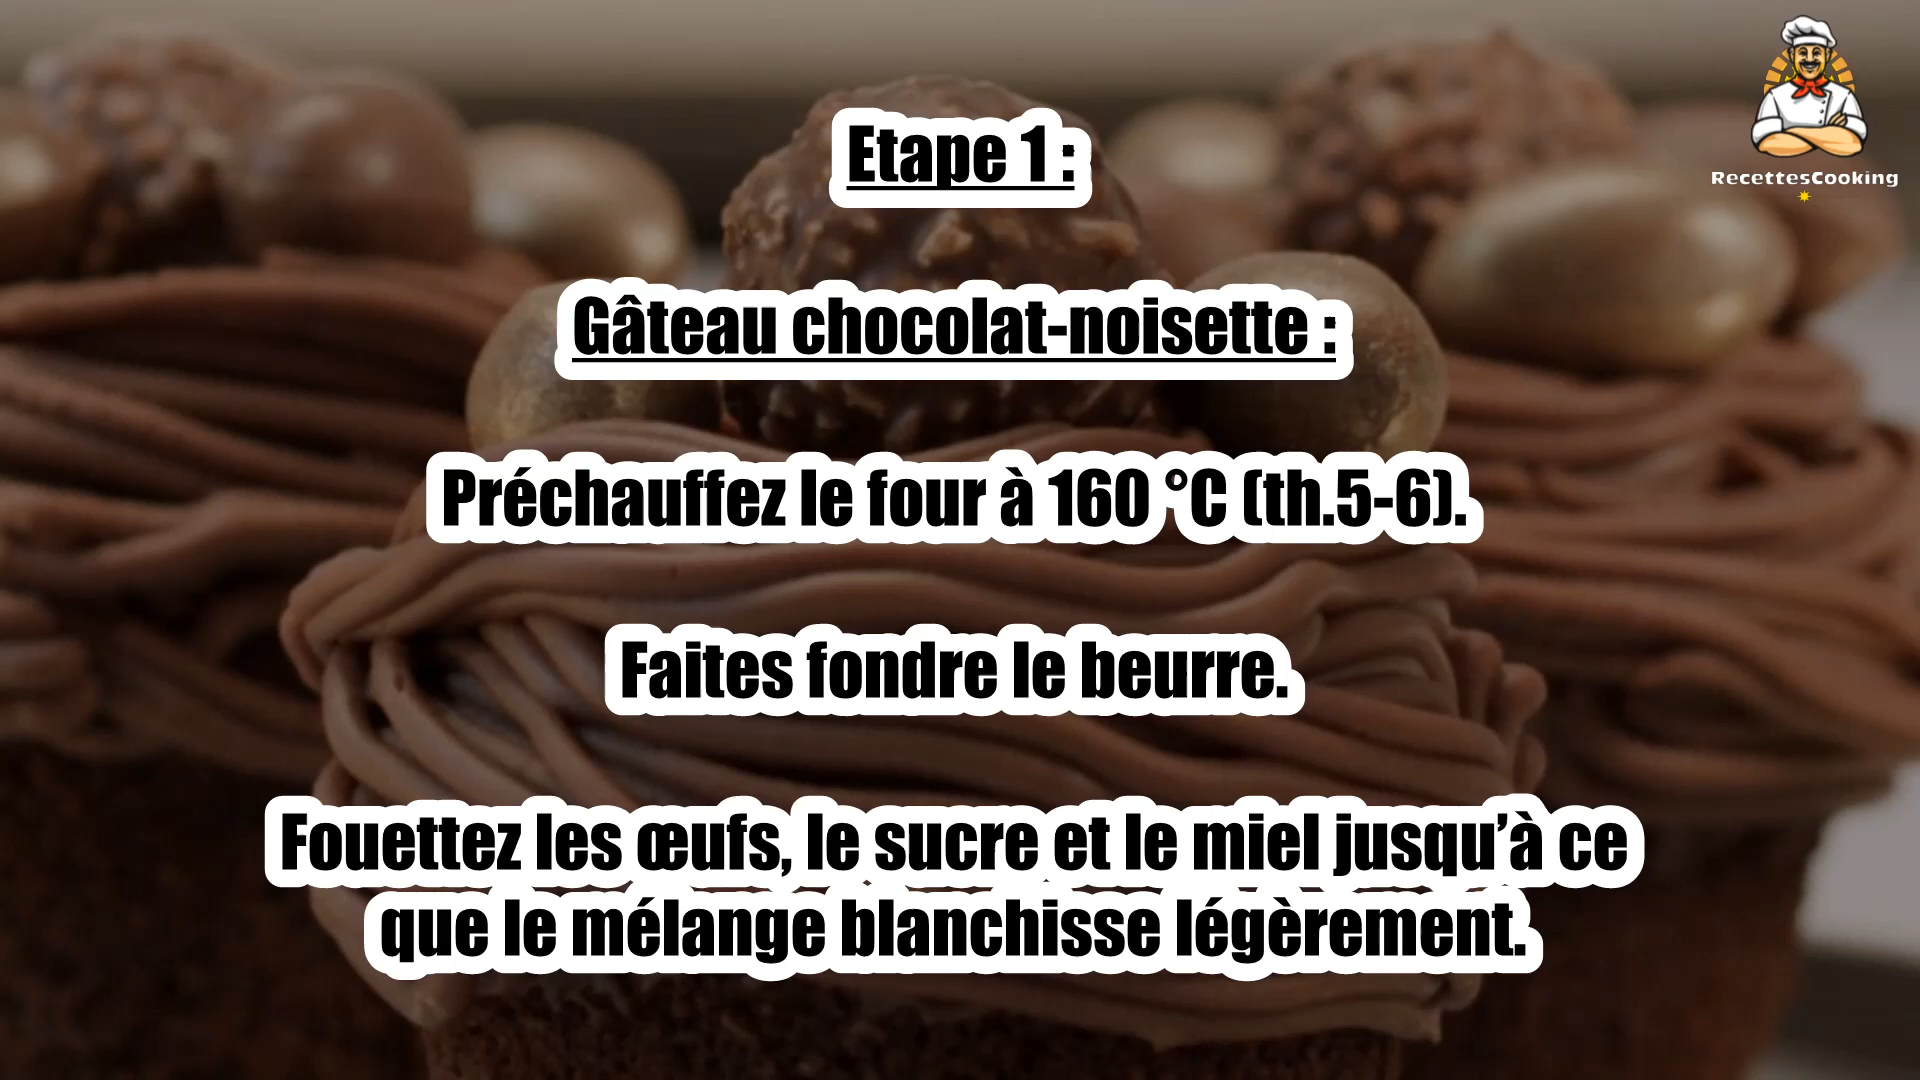 RecettesCooking
Etape 1 :
Gâteau chocolat-noisette :
Préchauffez le four à 160 °C (th.5-6).
Faites fondre le beurre.
Fouettez les œufs, le sucre et le miel jusqu’à ce
que le mélange blanchisse légèrement.